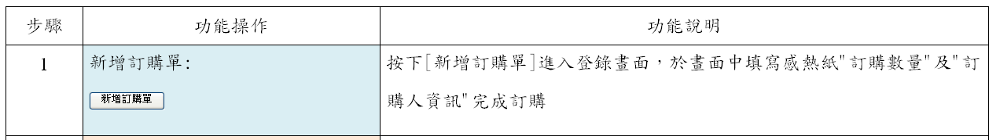 步驟 功能操作 功能說明
1 新增訂購單: 按下[新增訂購單]進入登錄畫面，於畫面中填寫感熱紙"訂購數量"及"訂
新增訂購單 購人資訊"完成訂購